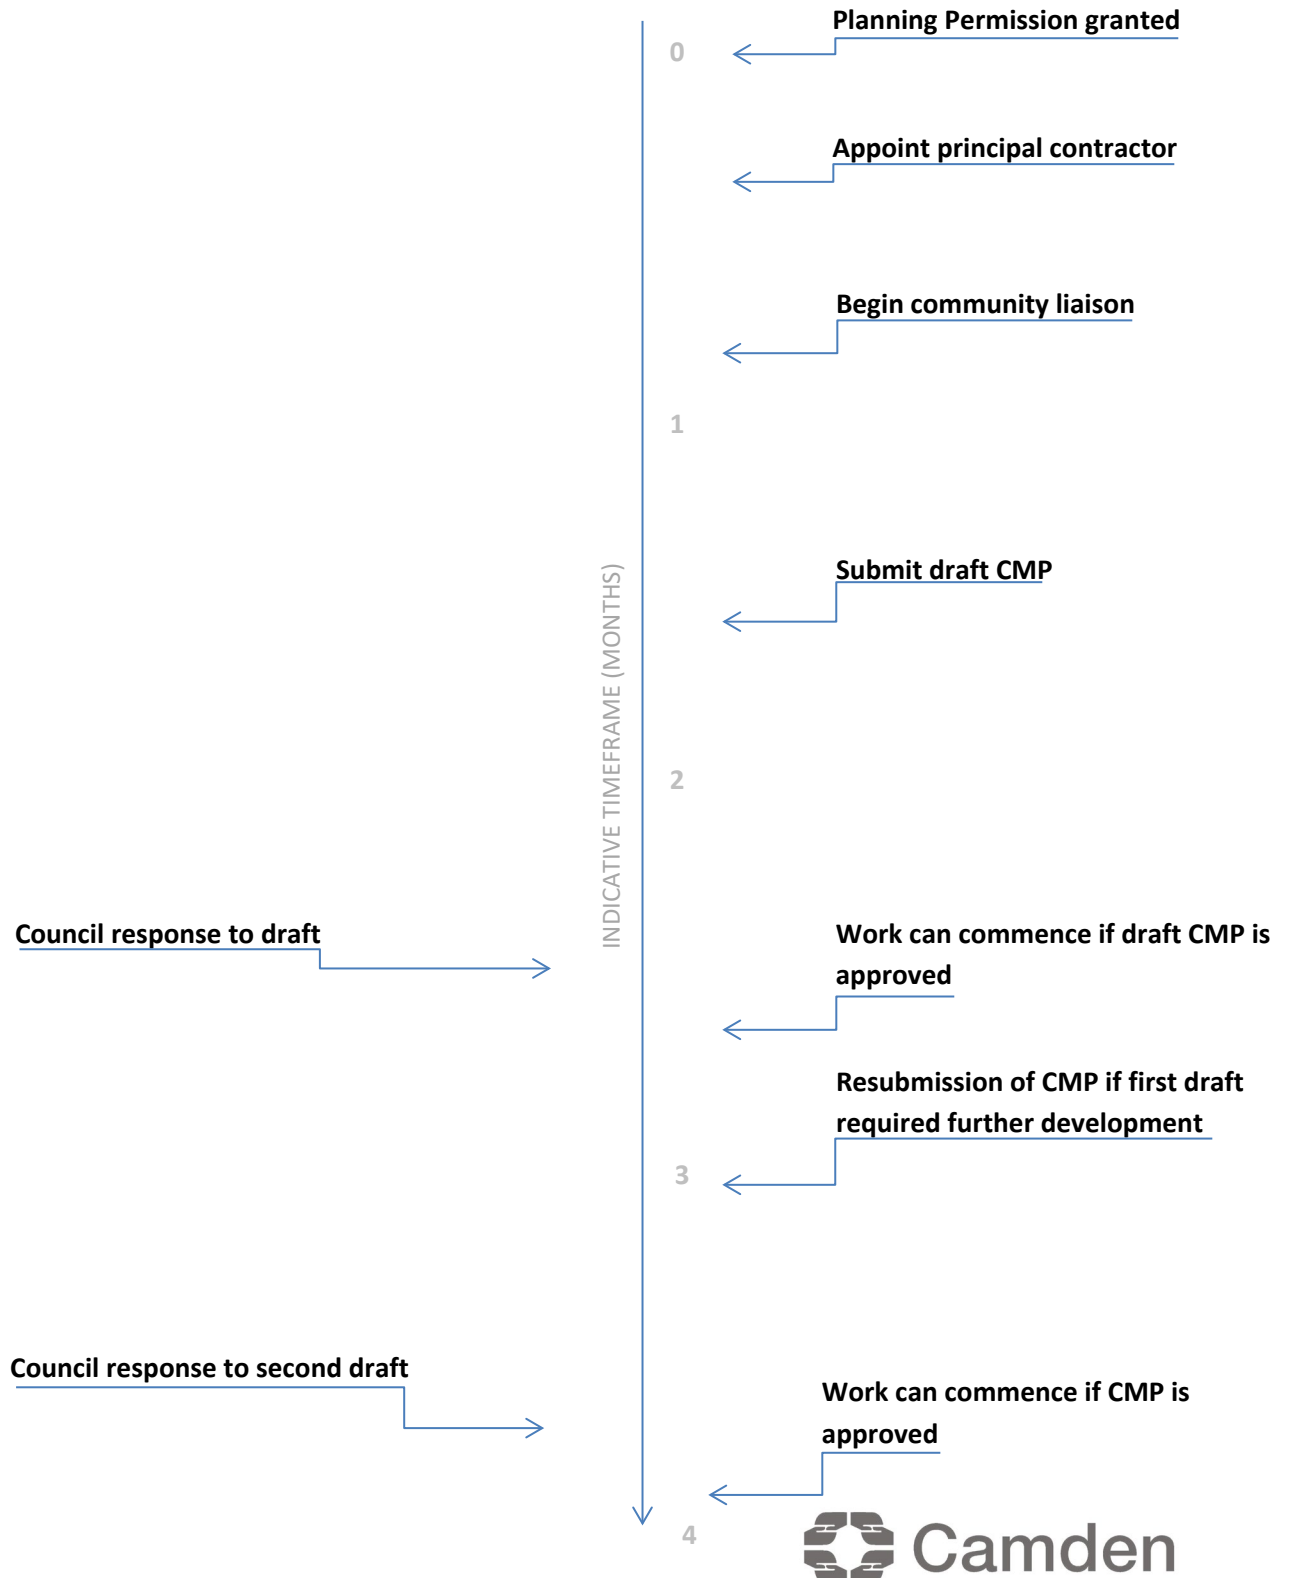 Planning Permission granted
0
Appoint principal contractor
Begin community liaison
1
Submit draft CMP
INDICATIVE TIMEFRAME (MONTHS)
2
Council response to draft
Work can commence if draft CMP is
approved
Resubmission of CMP if first draft
required further development
3
Council response to second draft
Work can commence if CMP is
approved
4
Camden